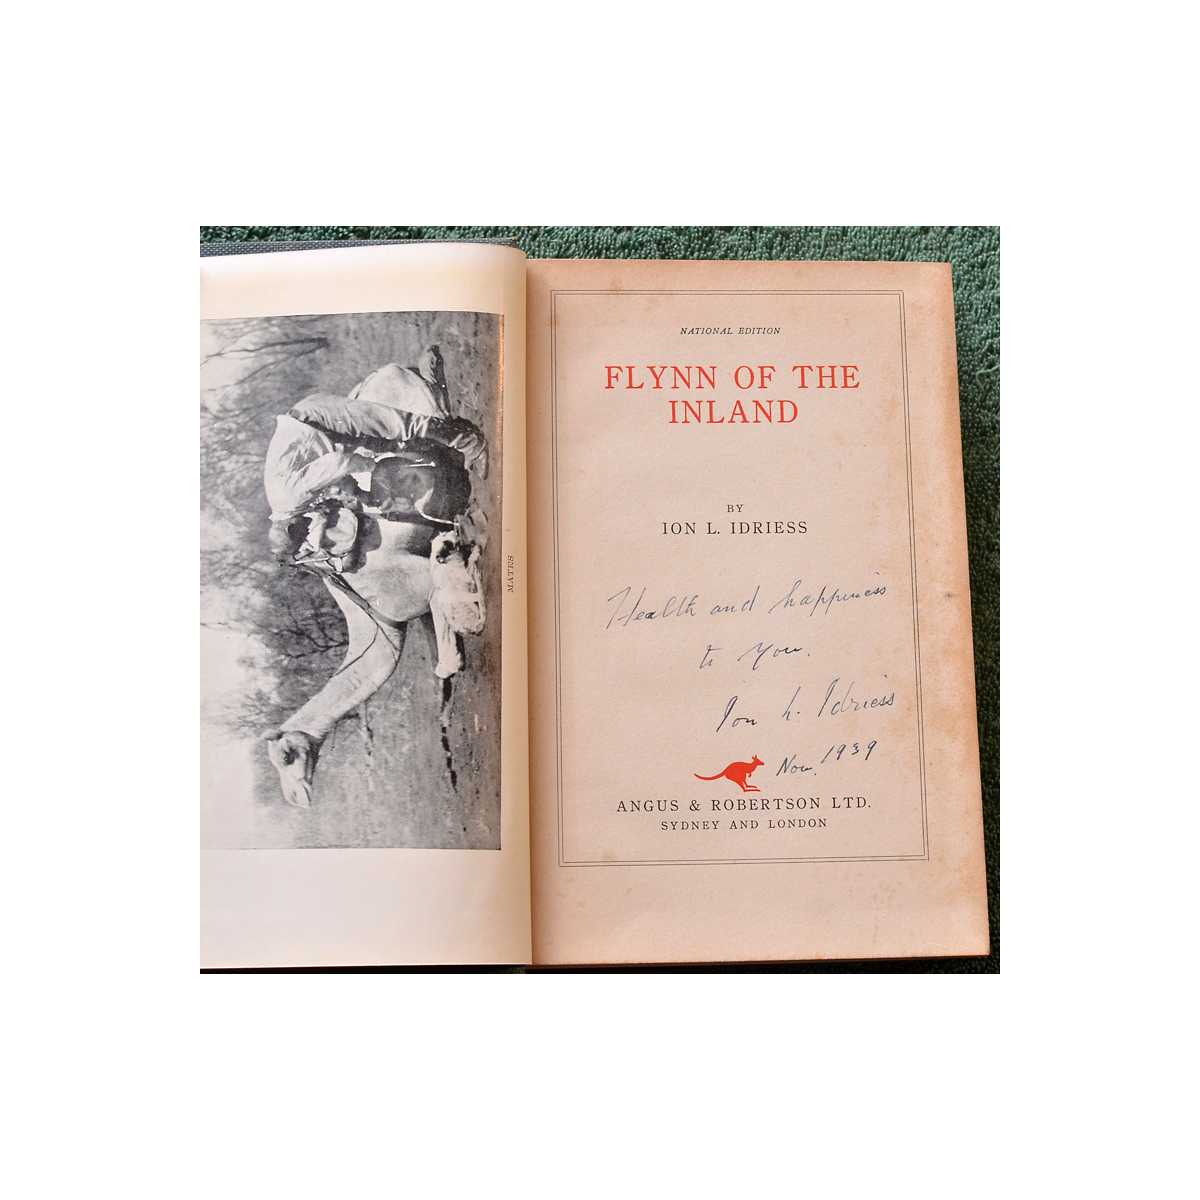 MATES
NATIONAL EDITION
FLYNN OF THE
INLAND
BY
ION L. IDRIESS
Health and happiness
to you.
Ion L. Idriess
Nov. 1939
ANGUS & ROBERTSON LTD.
SYDNEY AND LONDON